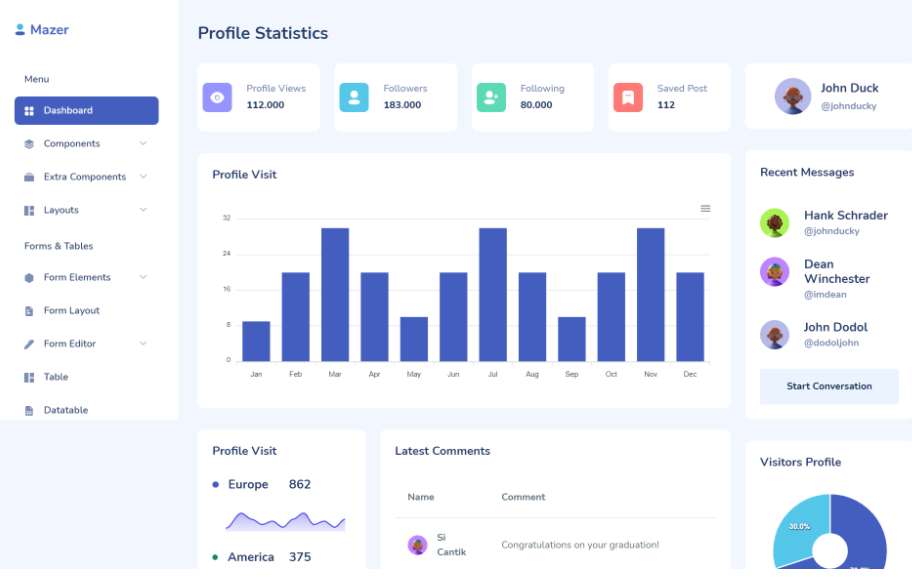 Mazer
Menu
Dashboard
Components
Extra Components
Layouts
Forms & Tables
Form Elements
Form Layout
Form Editor
Table
Datatable
Profile Statistics
Profile Views
112.000
Followers
183.000
Following
80.000
Saved Post
112
John Duck
@johnducky
Profile Visit
32
24
16
8
0
Jan Feb Mar Apr May Jun Jul Aug Sep Oct Nov Dec
Recent Messages
Hank Schrader
@johnducky
Dean
Winchester
@imdean
John Dodol
@dodoljohn
Start Conversation
Profile Visit
Europe 862
America 375
Latest Comments
Name Comment
Si
Cantik
Congratulations on your graduation!
Visitors Profile
30.0%